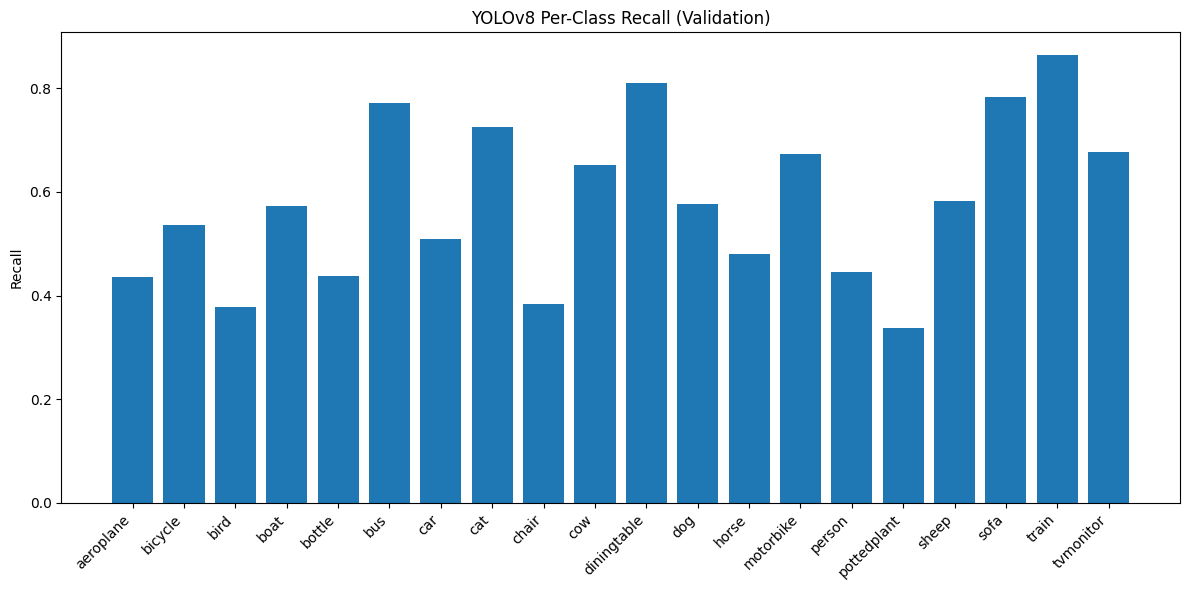 YOLOv8 Per-Class Recall (Validation)
Recall
0.8
0.6
0.4
0.2
0.0
aeroplane
bicycle
bird
boat
bottle
bus
car
cat
chair
cow
diningtable
dog
horse
motorbike
person
pottedplant
sheep
sofa
train
tvmonitor